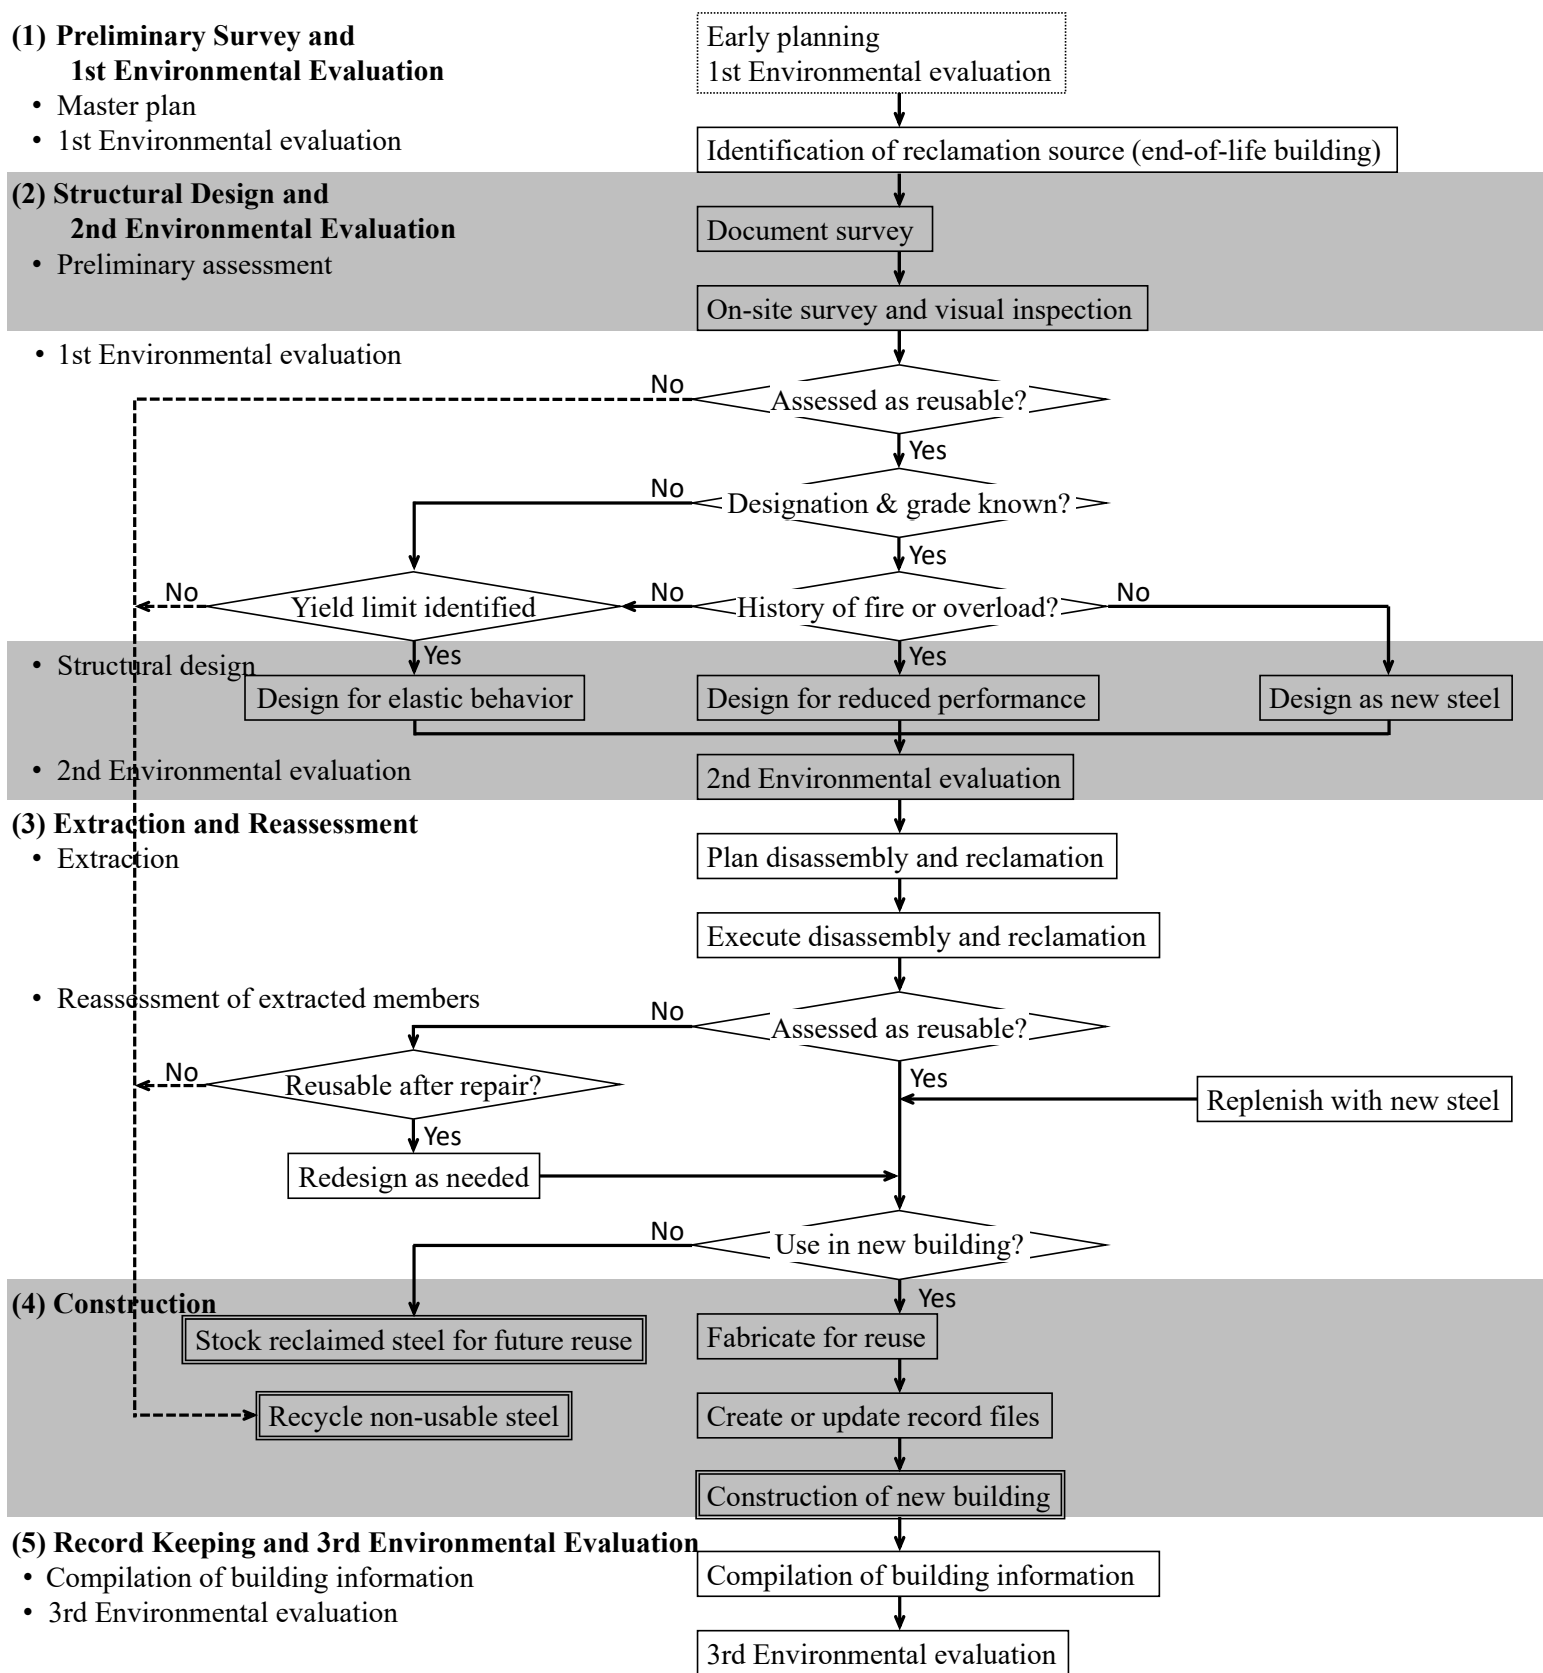 (1) Preliminary Survey and
1st Environmental Evaluation
• Master plan
• 1st Environmental evaluation
Early planning
1st Environmental evaluation
Identification of reclamation source (end-of-life building)
(2) Structural Design and
2nd Environmental Evaluation
• Preliminary assessment
Document survey
On-site survey and visual inspection
• 1st Environmental evaluation
No
Assessed as reusable?
Yes
No
Designation & grade known?
Yes
No
Yield limit identified
No
History of fire or overload?
No
Yes
Yes
• Structural design
Design for elastic behavior
Design for reduced performance
Design as new steel
• 2nd Environmental evaluation
2nd Environmental evaluation
(3) Extraction and Reassessment
• Extraction
Plan disassembly and reclamation
Execute disassembly and reclamation
• Reassessment of extracted members
No
Assessed as reusable?
Yes
No
Reusable after repair?
Yes
Replenish with new steel
Redesign as needed
No
Use in new building?
Yes
(4) Construction
Stock reclaimed steel for future reuse
Fabricate for reuse
Recycle non-usable steel
Create or update record files
Construction of new building
(5) Record Keeping and 3rd Environmental Evaluation
• Compilation of building information
• 3rd Environmental evaluation
Compilation of building information
3rd Environmental evaluation